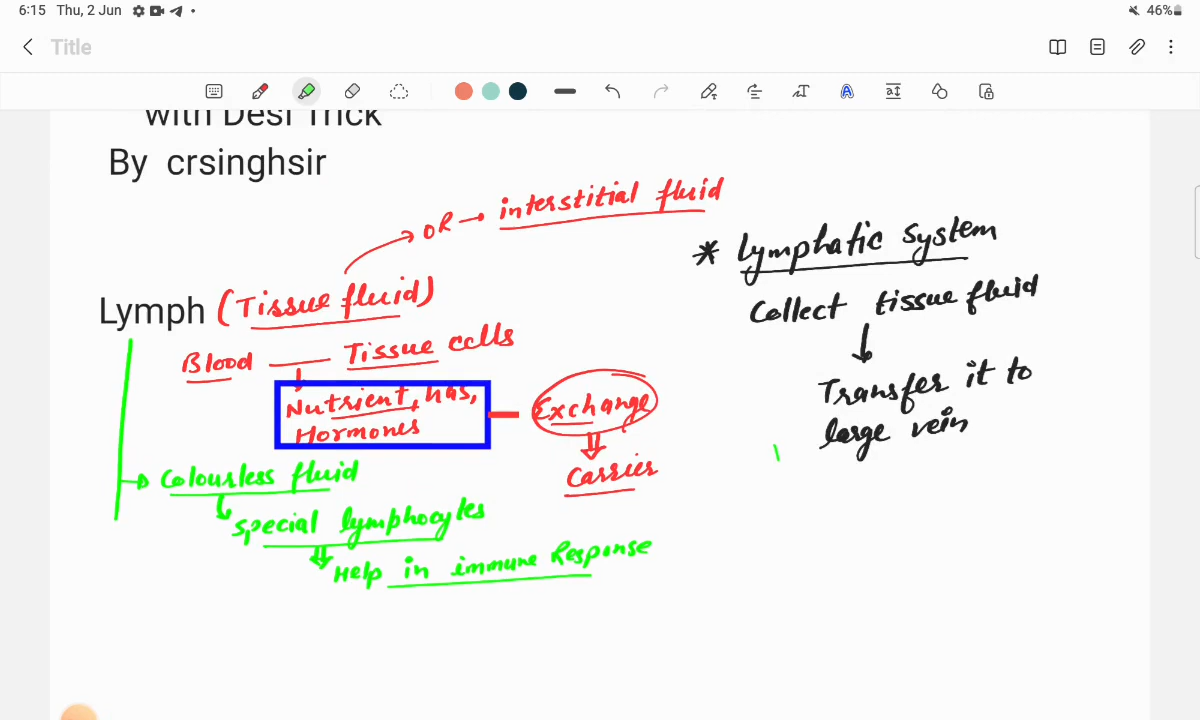 6:15 Thu, 2 Jun 46%
Title
with Desi Trick
By crsinghsir
OR → interstitial fluid
Lymph (Tissue fluid)
Blood — Tissue cells
Nutrient, has,
Hormones
Exchange
Carrier
Colourless fluid
special lymphocytes
Help in immune Response
* Lymphatic system
Collect tissue fluid
Transfer it to
large vein